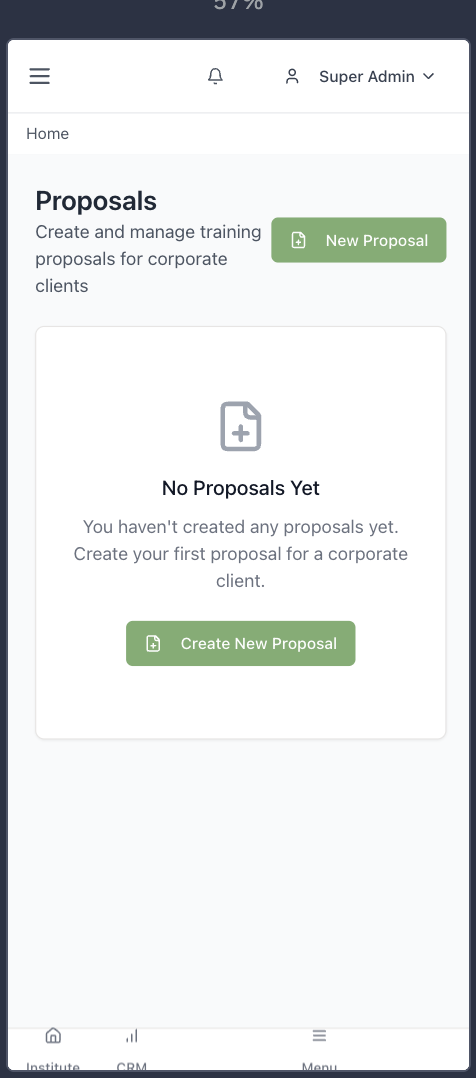 57%
Super Admin
Home
Proposals
Create and manage training
proposals for corporate
clients
New Proposal
No Proposals Yet
You haven't created any proposals yet.
Create your first proposal for a corporate
client.
Create New Proposal
Institute
CRM
Menu